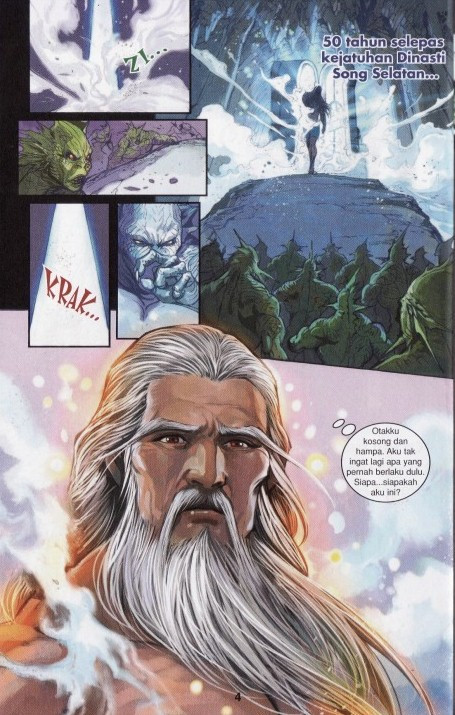 ZI...
50 tahun selepas
kejatuhan Dinasti
Song Selatan...
KRAK...
Otakku
kosong dan
hampa. Aku tak
ingat lagi apa yang
pernah berlaku dulu.
Siapa...siapakah
aku ini?
4